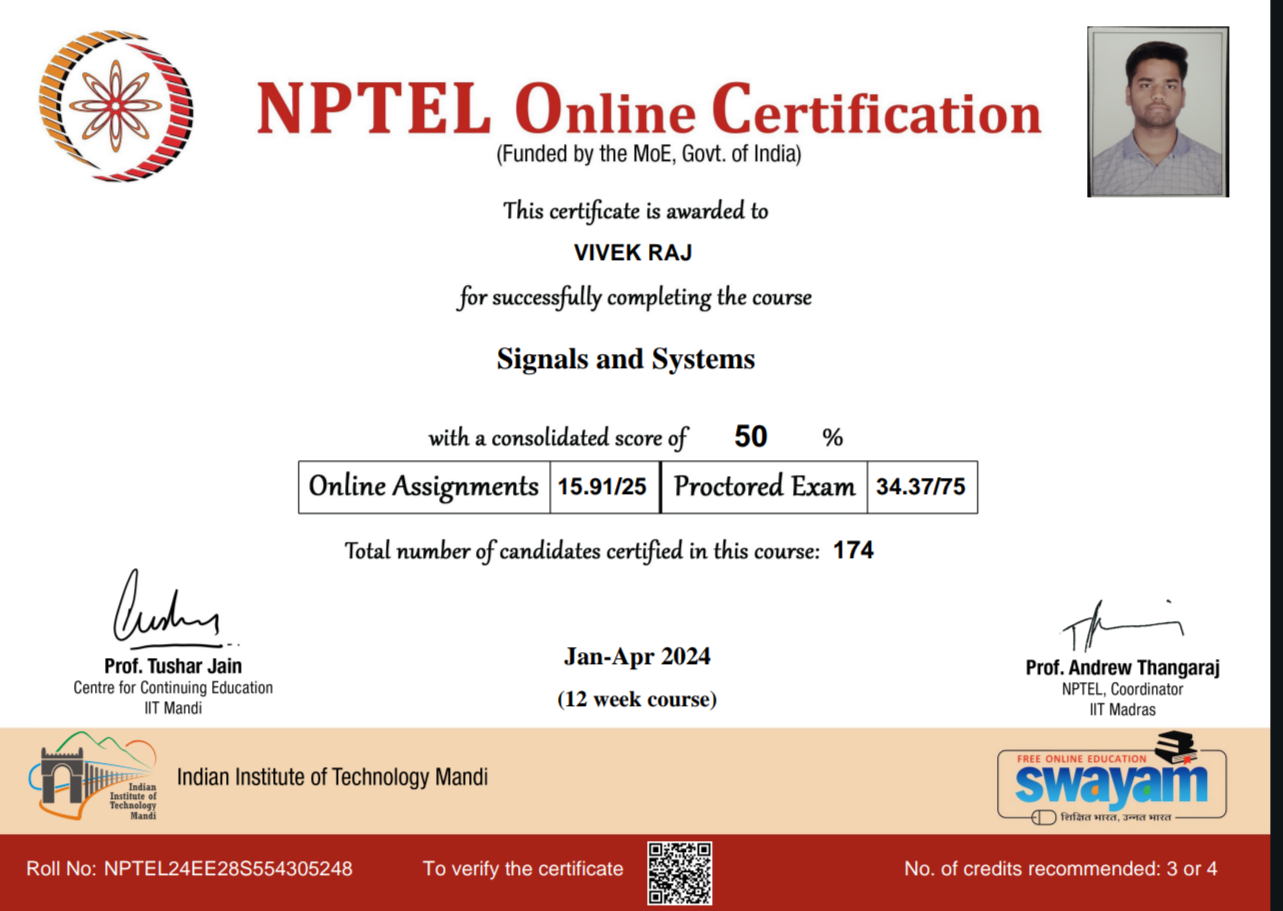 NPTEL Online Certification
(Funded by the MoE, Govt. of India)
This certificate is awarded to
VIVEK RAJ
for successfully completing the course
Signals and Systems
with a consolidated score of 50 %
Online Assignments 15.91/25 Proctored Exam 34.37/75
Total number of candidates certified in this course: 174
Prof. Tushar Jain
Centre for Continuing Education
IIT Mandi
Jan-Apr 2024
(12 week course)
Prof. Andrew Thangaraj
NPTEL, Coordinator
IIT Madras
Indian
Institute of
Technology
Mandi
Indian Institute of Technology Mandi
FREE ONLINE EDUCATION
swayam
शिक्षित भारत, उन्नत भारत
Roll No: NPTEL24EE28S554305248
To verify the certificate
No. of credits recommended: 3 or 4